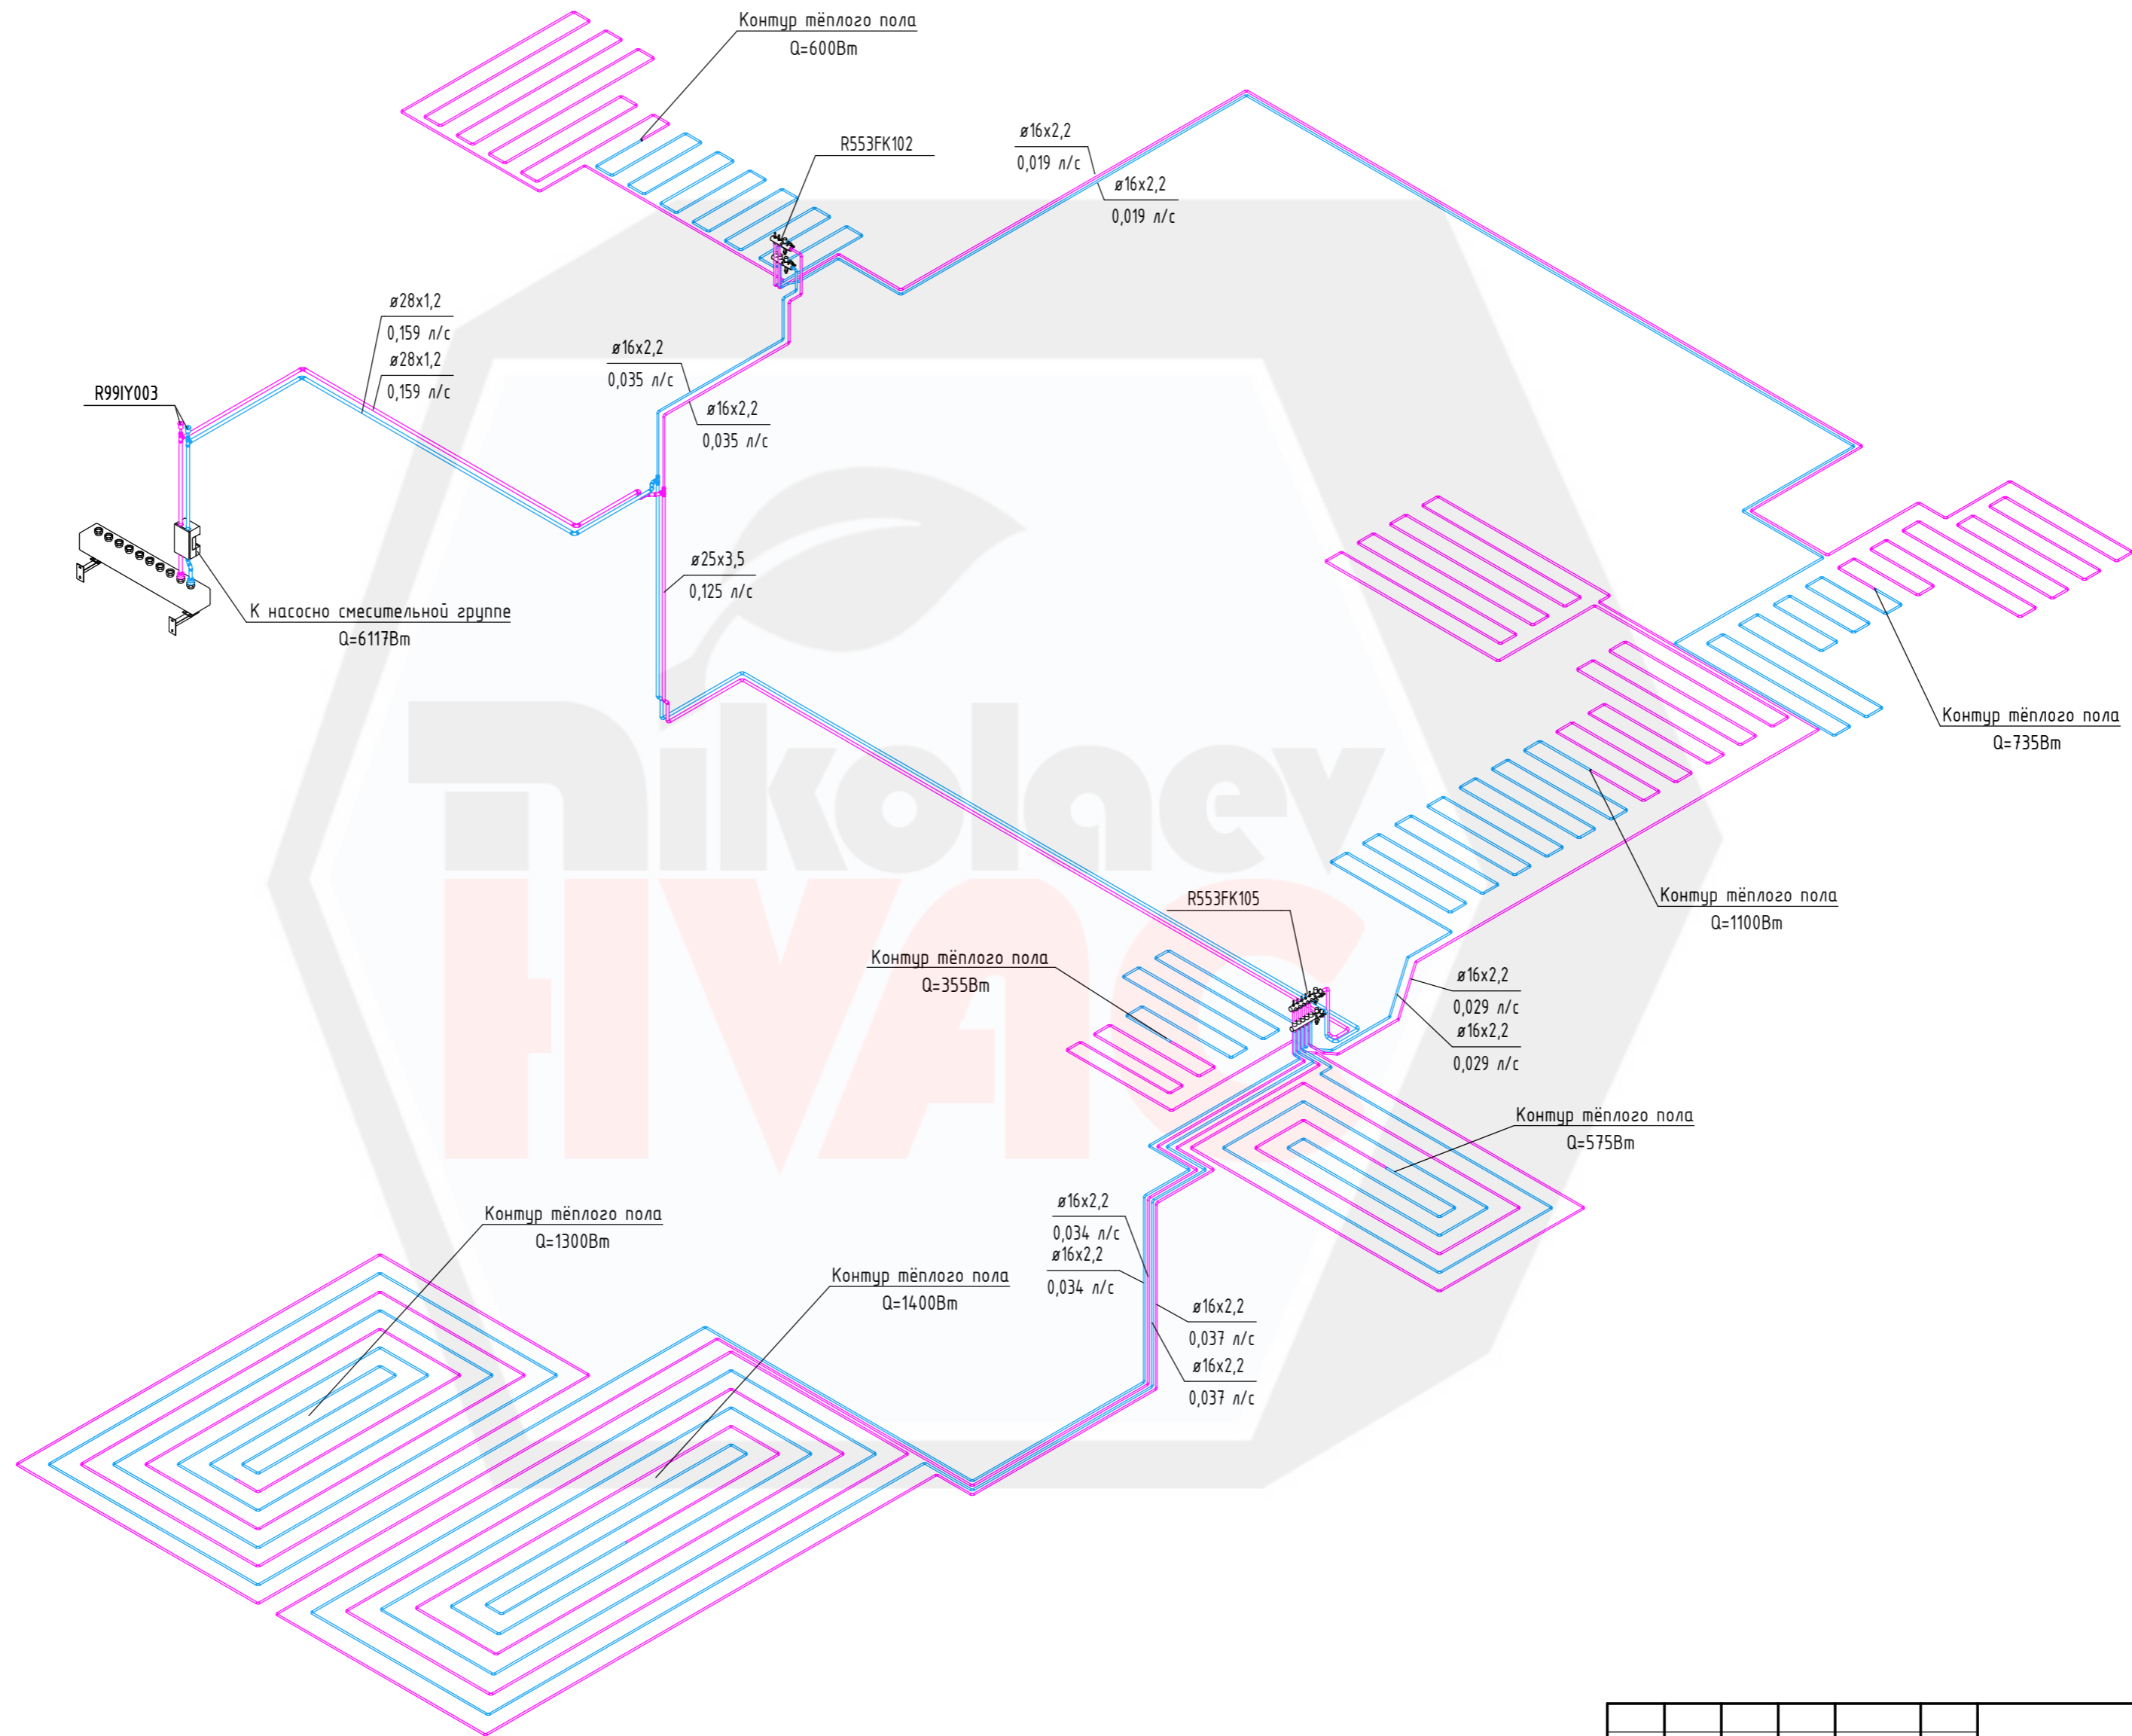 Контур тёплого пола
Q=600Вт
R553FK102
ø16x2,2
0,019 л/с
ø16x2,2
0,019 л/с
ø28x1,2
0,159 л/с
ø28x1,2
0,159 л/с
R99IY003
ø16x2,2
0,035 л/с
ø16x2,2
0,035 л/с
ø25x3,5
0,125 л/с
К насосно смесительной группе
Q=6117Вт
Контур тёплого пола
Q=735Вт
Nikolaev
HVAC
Контур тёплого пола
Q=1100Вт
R553FK105
Контур тёплого пола
Q=355Вт
ø16x2,2
0,029 л/с
ø16x2,2
0,029 л/с
Контур тёплого пола
Q=575Вт
Контур тёплого пола
Q=1300Вт
ø16x2,2
0,034 л/с
ø16x2,2
0,034 л/с
Контур тёплого пола
Q=1400Вт
ø16x2,2
0,037 л/с
ø16x2,2
0,037 л/с